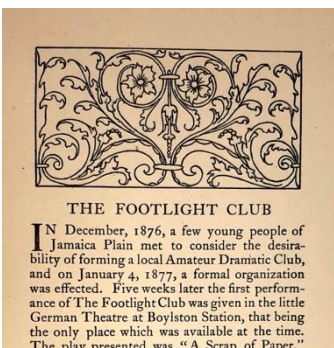 THE FOOTLIGHT CLUB
IN December, 1876, a few young people of
Jamaica Plain met to consider the desira-
bility of forming a local Amateur Dramatic Club,
and on January 4, 1877, a formal organization
was effected. Five weeks later the first perform-
ance of The Footlight Club was given in the little
German Theatre at Boylston Station, that being
the only place which was available at the time.
The play presented was "A Scrap of Paper."